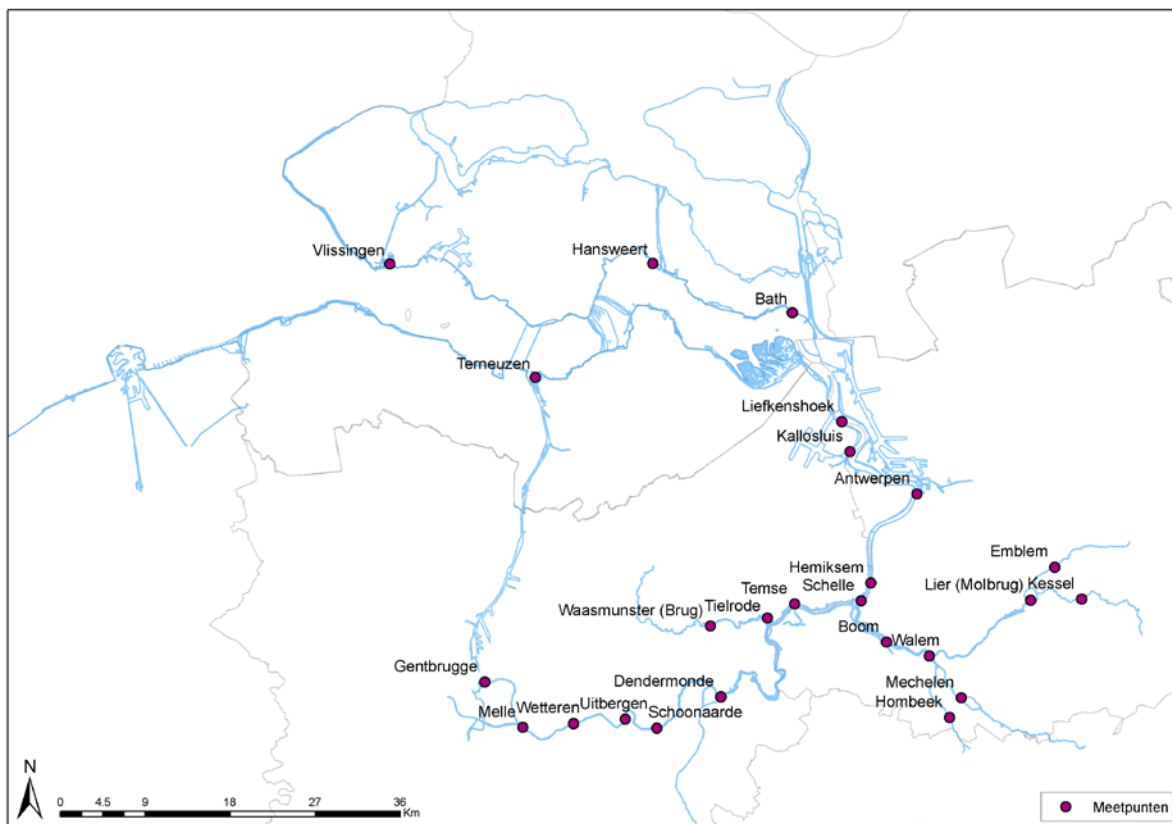 Vlissingen
Hansweert
Bath
Terneuzen
Liefkenshoek
Kallosluis
Antwerpen
Emblem
Hemiksem
Schelle
Lier (Molbrug)
Kessel
Temse
Tielrode
Waasmunster (Brug)
Boom
Walem
Gentbrugge
Dendermonde
Mechelen
Hombeek
Melle
Wetteren
Uitbergen
Schoonaarde
N
0 4.5 9 18 27 36
Km
Meetpunten